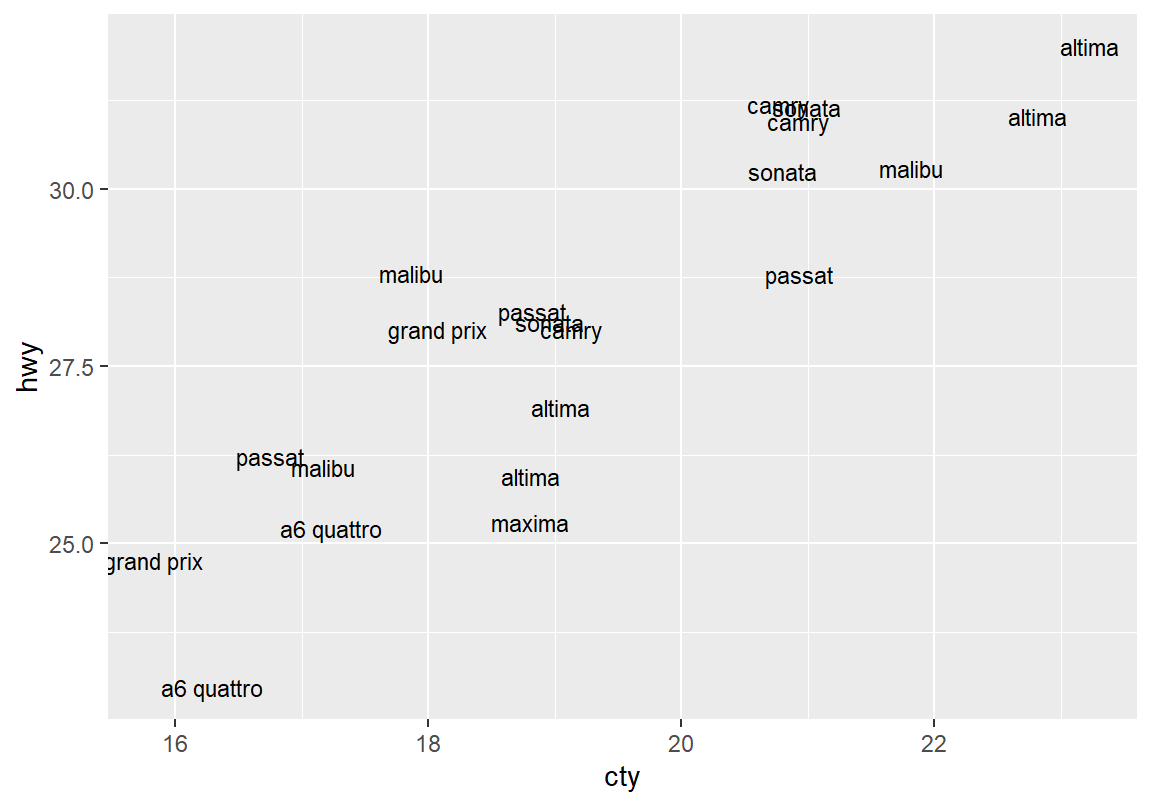 altima
camry
sonata
altima
camry
sonata
malibu
30.0
malibu
passat
passat
sonata
grand prix
camry
hwy
27.5
altima
passat
malibu
altima
maxima
a6 quattro
25.0
grand prix
a6 quattro
16
18
20
22
cty